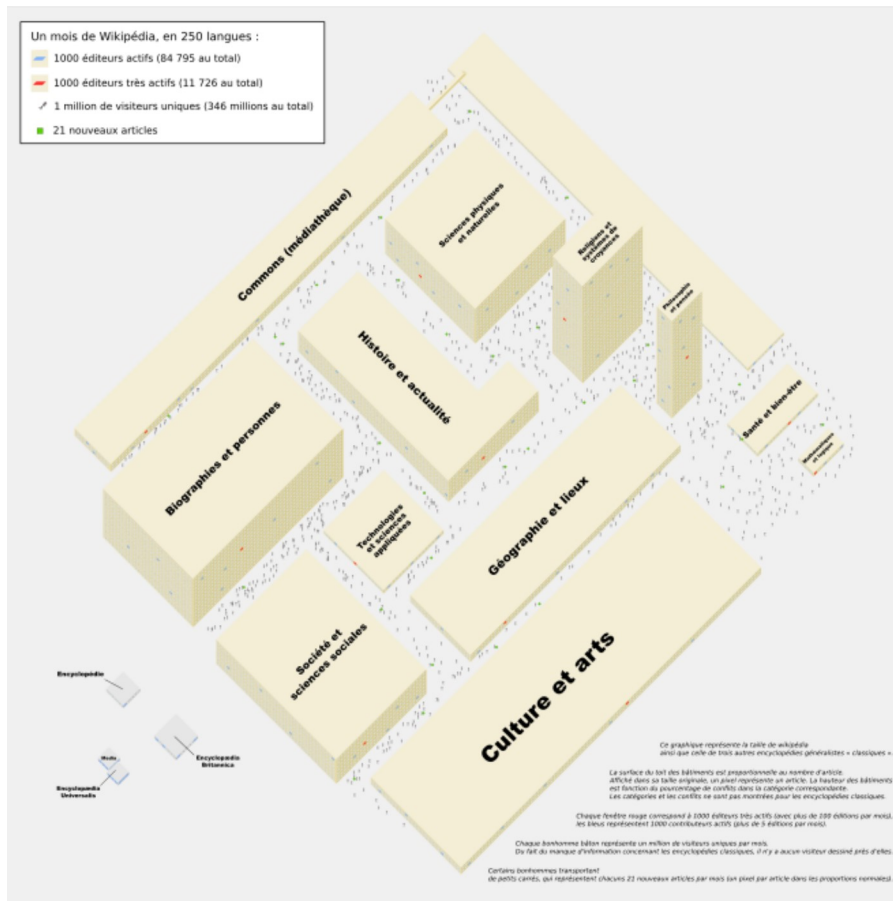 Un mois de Wikipédia, en 250 langues :
1000 éditeurs actifs (84 795 au total)
1000 éditeurs très actifs (11 726 au total)
1 million de visiteurs uniques (346 millions au total)
21 nouveaux articles
Commons (médiathèque)
Sciences physiques
et naturelles
Religions et
systèmes de
croyances
Philosophie
et pensée
Histoire et actualité
Biographies et personnes
Santé et bien-être
Mathématiques
et logique
Technologies
et sciences
appliquées
Géographie et lieux
Société et
sciences sociales
Culture et arts
Encyclopédie
Encyclopædia
Britannica
Media
Encyclopædia
Universalis
Ce graphique représente la taille de wikipédia
ainsi que celle de trois autres encyclopédies généralistes « classiques ».
La surface du toit des bâtiments est proportionnelle au nombre d'article.
Affiché dans sa taille originale, un pixel représente un article. La hauteur des bâtiments
est fonction du pourcentage de conflits dans la catégorie correspondante.
Les catégories et les conflits ne sont pas montrées pour les encyclopédies classiques.
Chaque fenêtre rouge correspond à 1000 éditeurs très actifs (avec plus de 100 éditions par mois),
les bleus représentent 1000 contributeurs actifs (plus de 5 éditions par mois).
Chaque bonhomme bâton représente un million de visiteurs uniques par mois.
Du fait du manque d'information concernant les encyclopédies classiques, il n'y a aucun visiteur dessiné près d'elles.
Certains bonhommes transportent
de petits carrés, qui représentent chacuns 21 nouveaux articles par mois (un pixel par article dans les proportions normales).